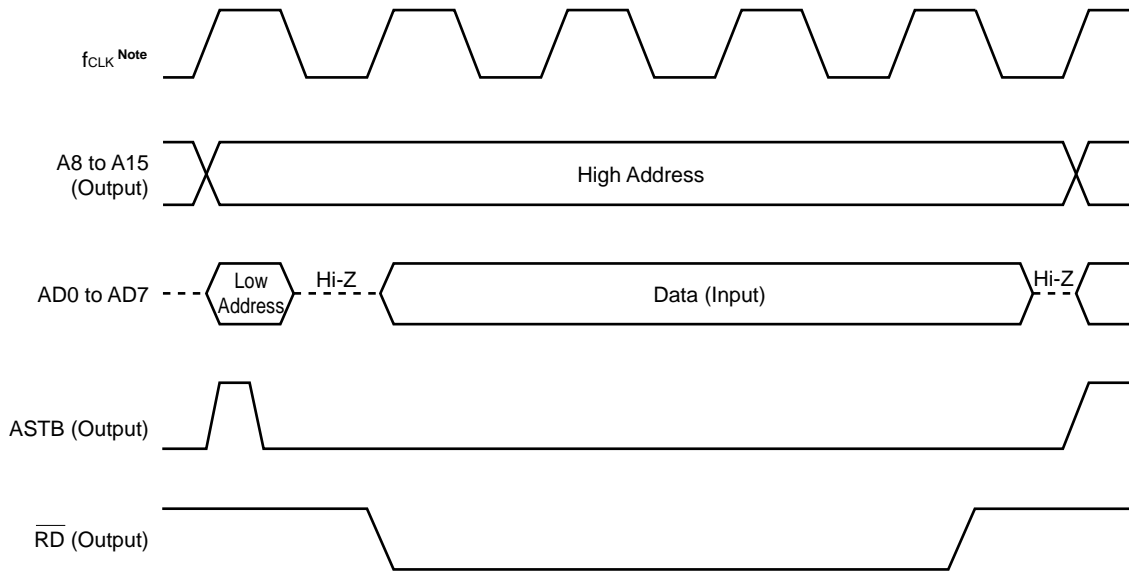 fCLK Note
A8 to A15
(Output)
High Address
AD0 to AD7
Low
Address
Hi-Z
Data (Input)
Hi-Z
ASTB (Output)
RD (Output)